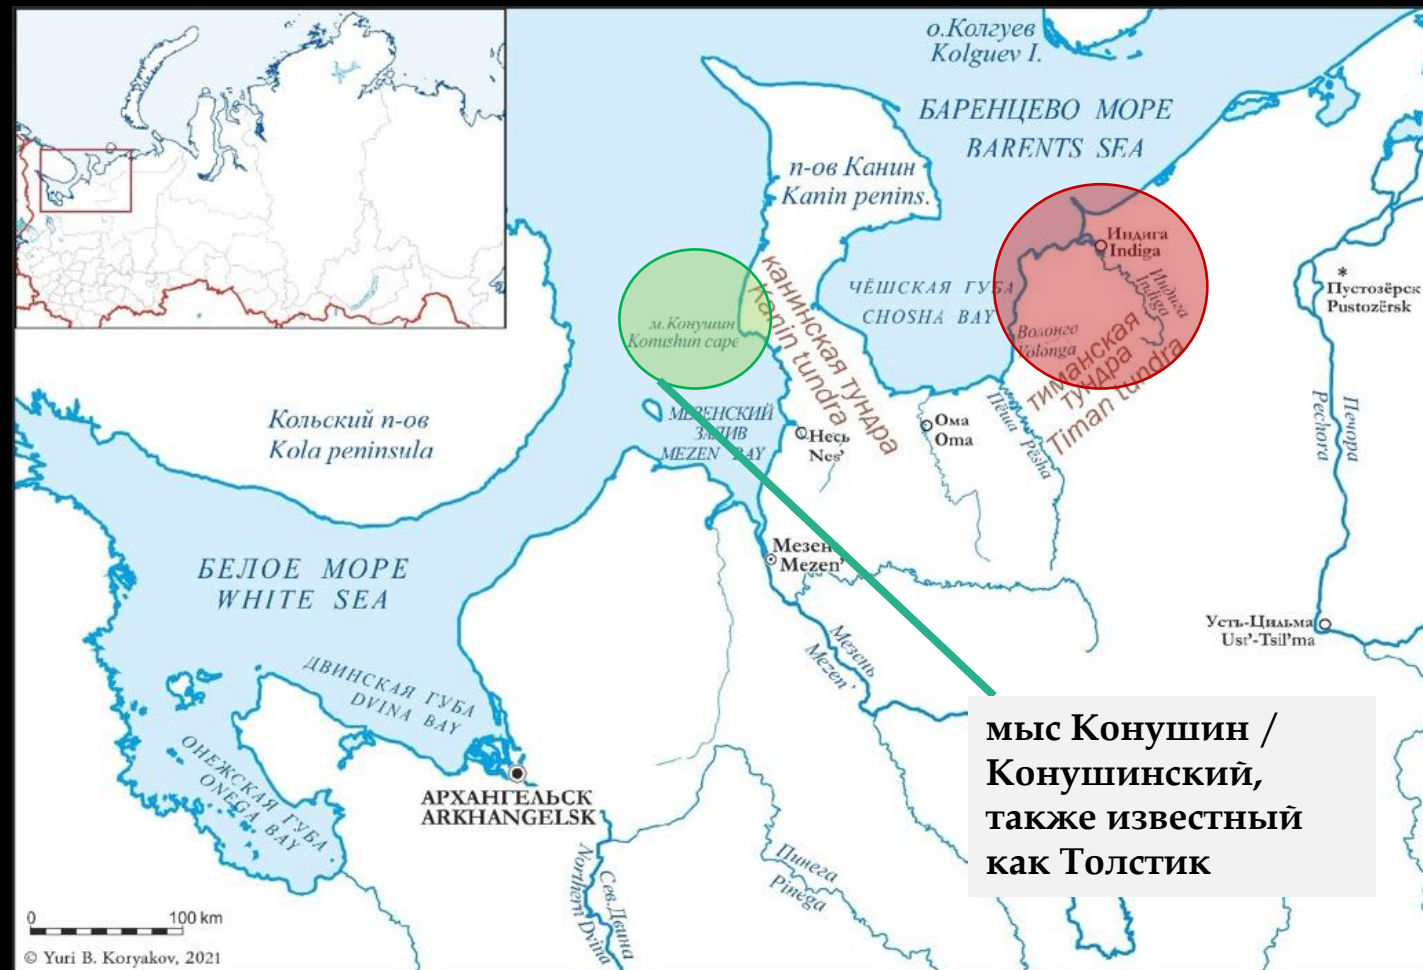 о.Колгуев
Kolguev I.
БАРЕНЦЕВО МОРЕ
BARENTS SEA
п-ов Канин
Kanin penins.
Индига
Indiga
Индига
Indiga
*
Пустозёрск
Pustozërsk
ЧЁШСКАЯ ГУБА
CHOSHA BAY
канинская тундра
Kanin tundra
м.Конушин
Konushun cape
Волонга
Volonga
тиманская
тундра
Timan tundra
Кольский п-ов
Kola peninsula
МЕЗЕНСКИЙ
ЗАЛИВ
MEZEN BAY
Несь
Nes'
Ома
Oma
Пёша
Pësha
Печора
Pechora
БЕЛОЕ МОРЕ
WHITE SEA
Мезень
Mezen'
Мезень
Mezen'
Усть-Цильма
Ust'-Tsil'ma
ДВИНСКАЯ ГУБА
DVINA BAY
ОНЕЖСКАЯ ГУБА
ONEGA BAY
АРХАНГЕЛЬСК
ARKHANGELSK
Сев.Двина
Northern Dvina
Пинега
Pinega
мыс Конушин /
Конушинский,
также известный
как Толстик
0 100 km
© Yuri B. Koryakov, 2021